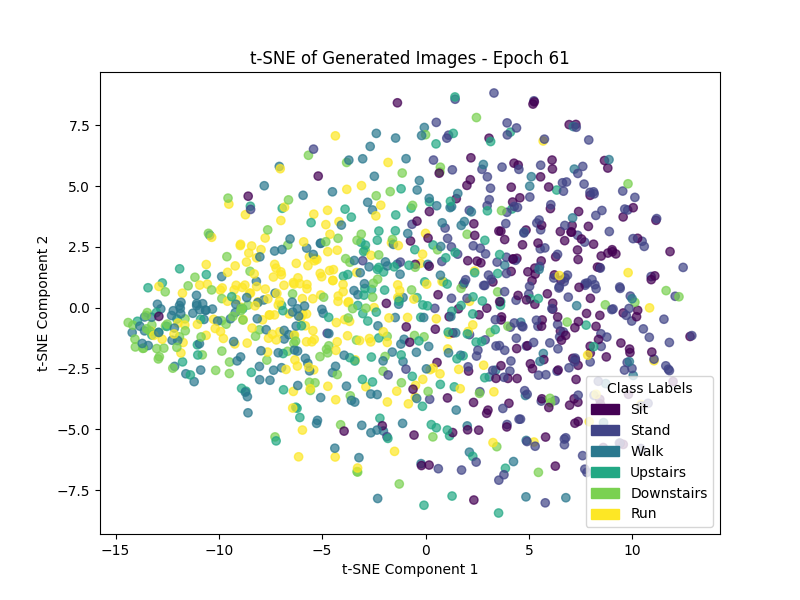 t-SNE of Generated Images - Epoch 61
t-SNE Component 2
7.5
5.0
2.5
0.0
−2.5
−5.0
−7.5
Class Labels
Sit
Stand
Walk
Upstairs
Downstairs
Run
−15
−10
−5
0
5
10
t-SNE Component 1